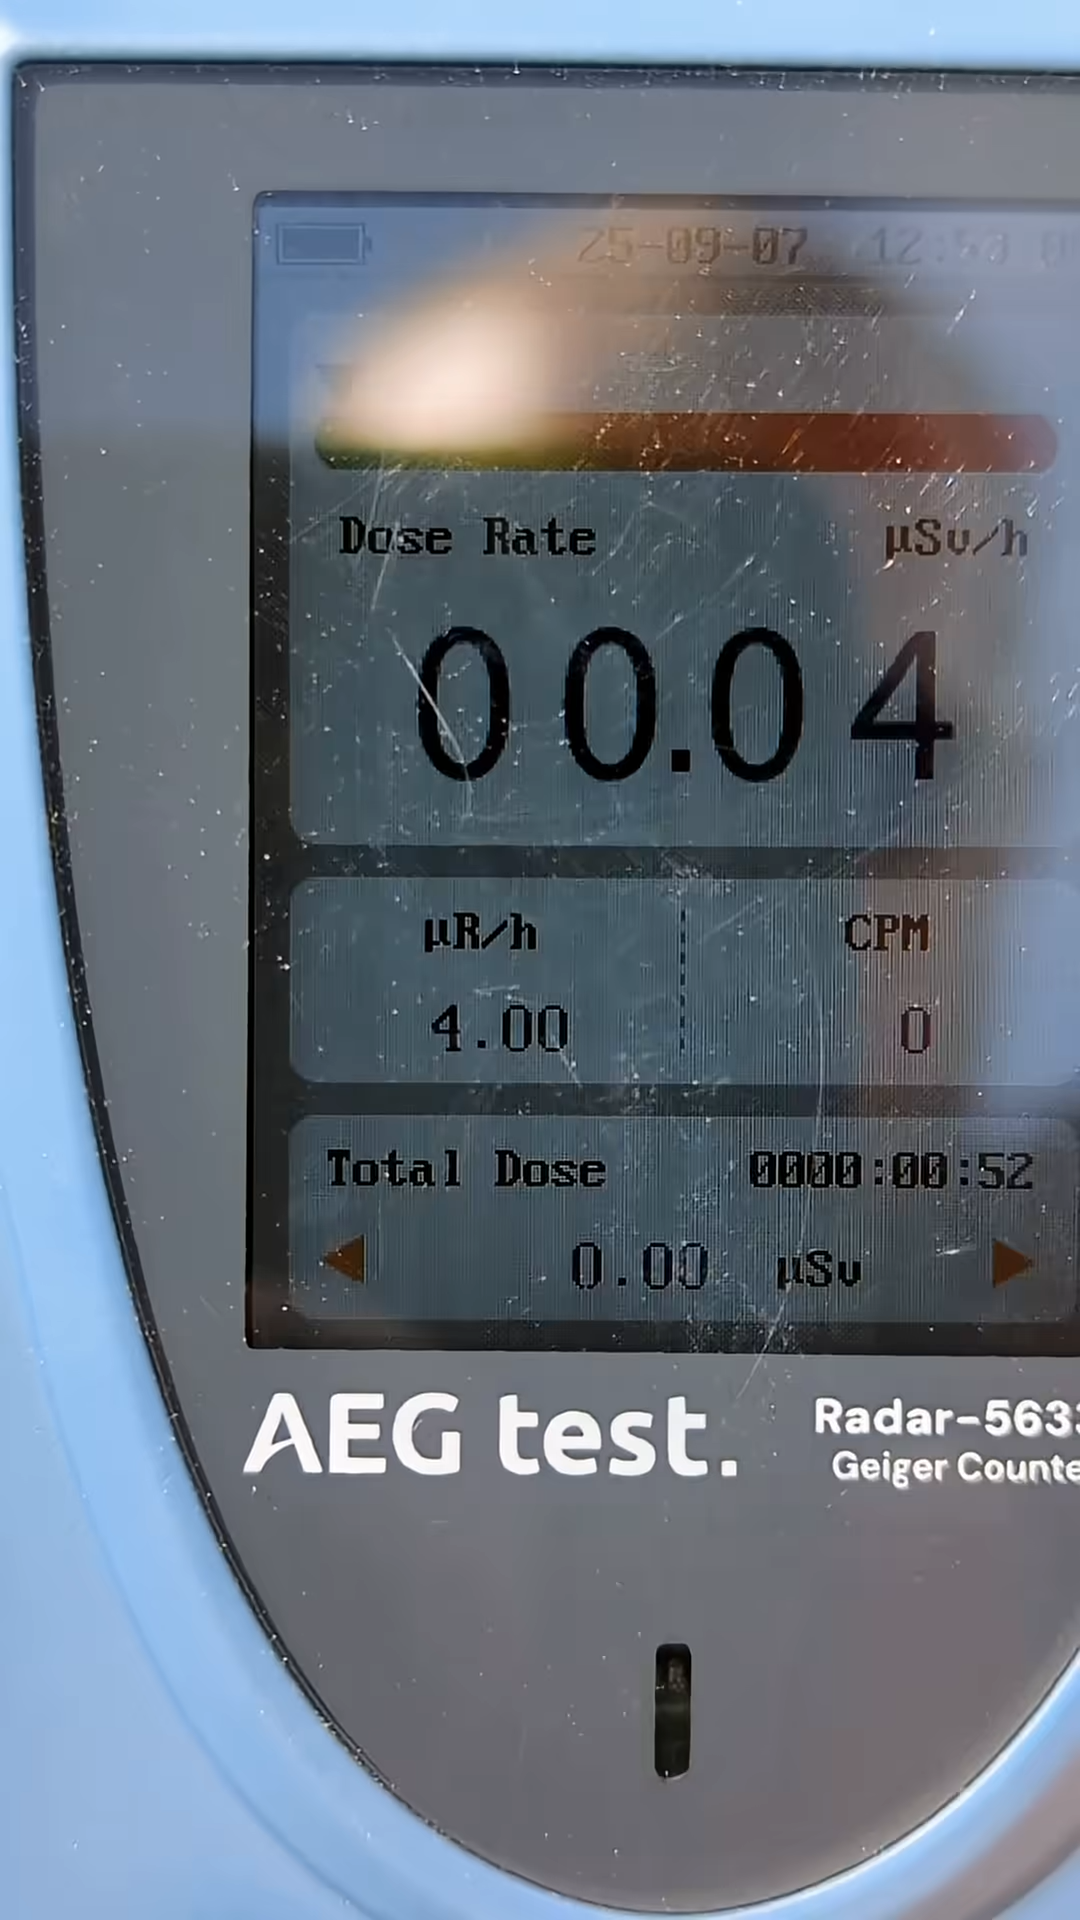 25-09-07
Dose Rate µSv/h
00.04
µR/h CPM
4.00 0
Total Dose 0000:00:52
0.00 µSv
AEG test. Radar-563
Geiger Counte